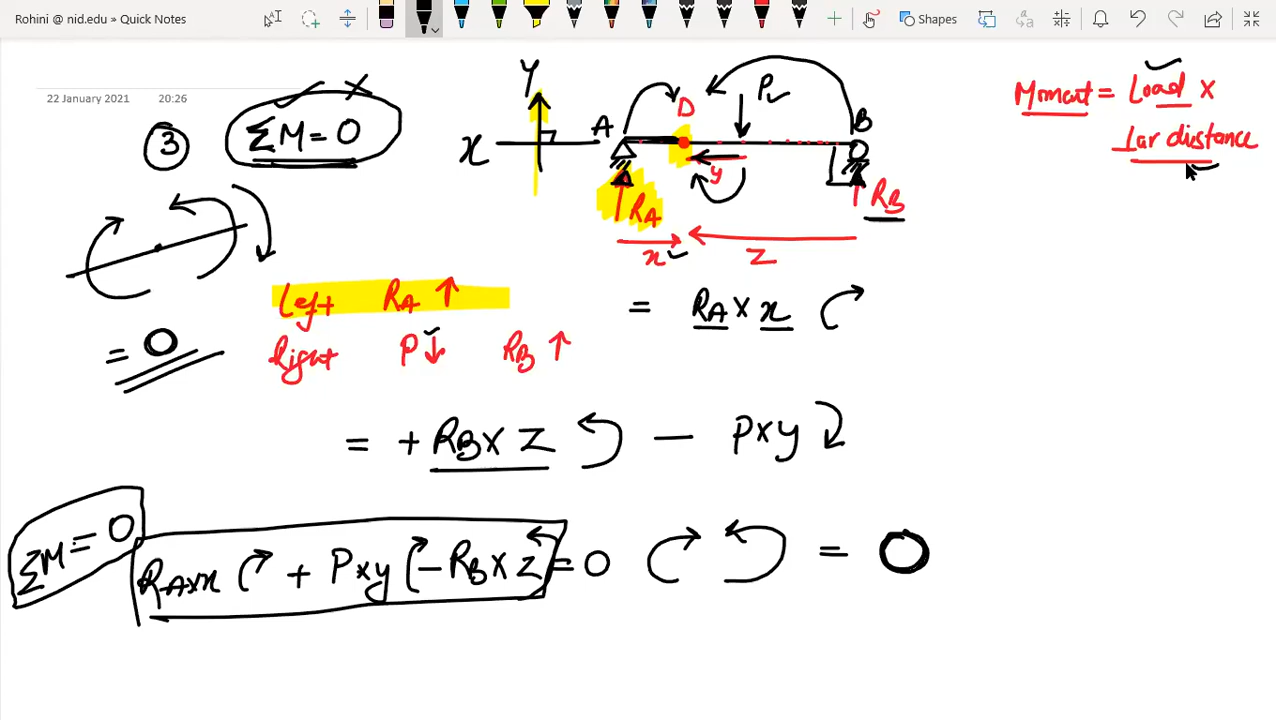 Rohini @ nid.edu » Quick Notes
Shapes
22 January 2021 20:26
3 ΣM = 0
Y
x
A
D
P
B
y
RA
RB
x
z
Moment = Load x
⊥ar distance
Left RA ↑
Right P ↓ RB ↑
= 0
= RA x x
= + RB x z — P x y
ΣM = 0
RA x x + P x y - RB x z = 0 = 0